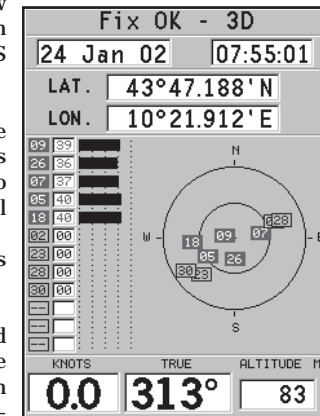 Fix OK - 3D
24 Jan 02 07:55:01
LAT. 43°47.188'N
LON. 10°21.912'E
09 39
26 36
07 37
05 40
18 40
02 00
23 00
28 00
30 00
--
--
--
N
28
07
09
W
18
E
05 26
30 23
S
KNOTS TRUE ALTITUDE M
0.0 313° 83